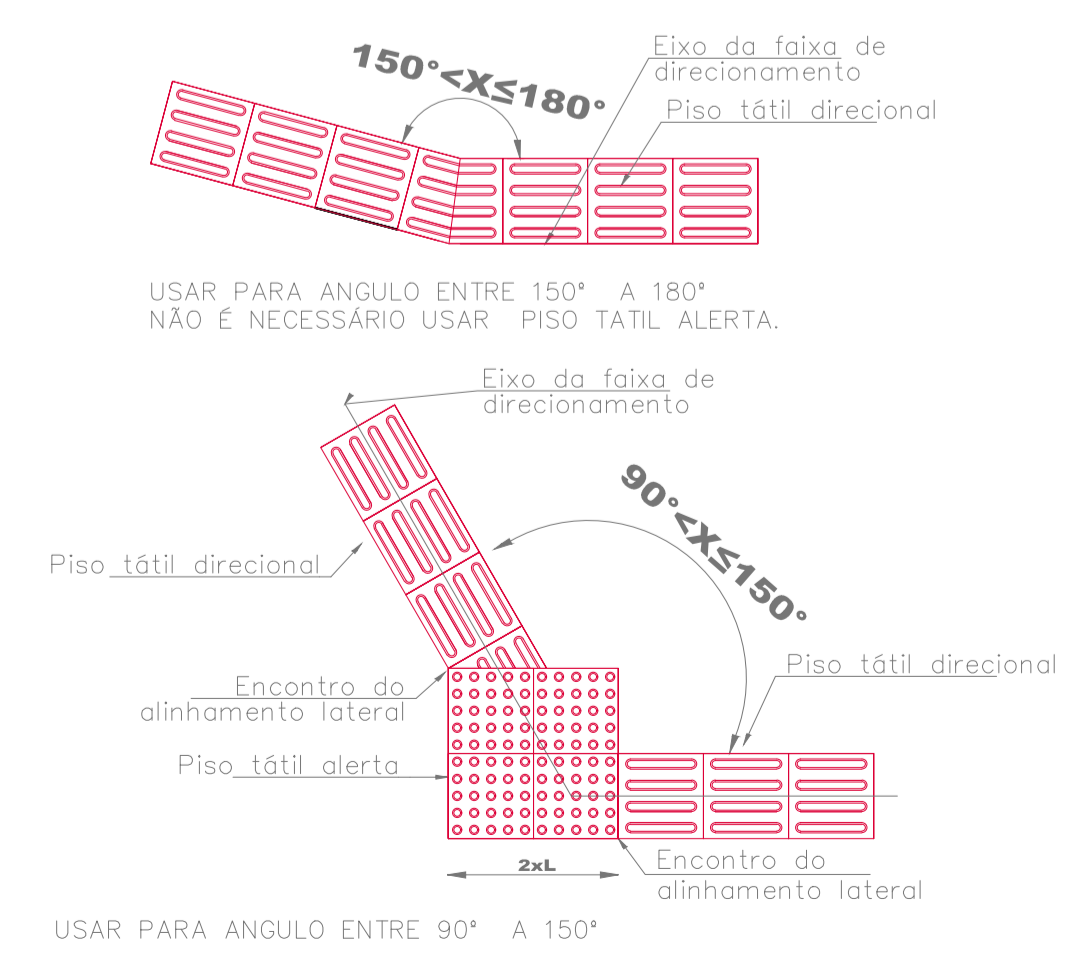 150°<X≤180°
Eixo da faixa de
direcionamento
Piso tátil direcional
USAR PARA ANGULO ENTRE 150° A 180°
NÃO É NECESSÁRIO USAR PISO TATIL ALERTA.
Eixo da faixa de
direcionamento
90°<X≤150°
Piso tátil direcional
Piso tátil direcional
Encontro do
alinhamento lateral
Piso tátil alerta
2xL
Encontro do
alinhamento lateral
USAR PARA ANGULO ENTRE 90° A 150°